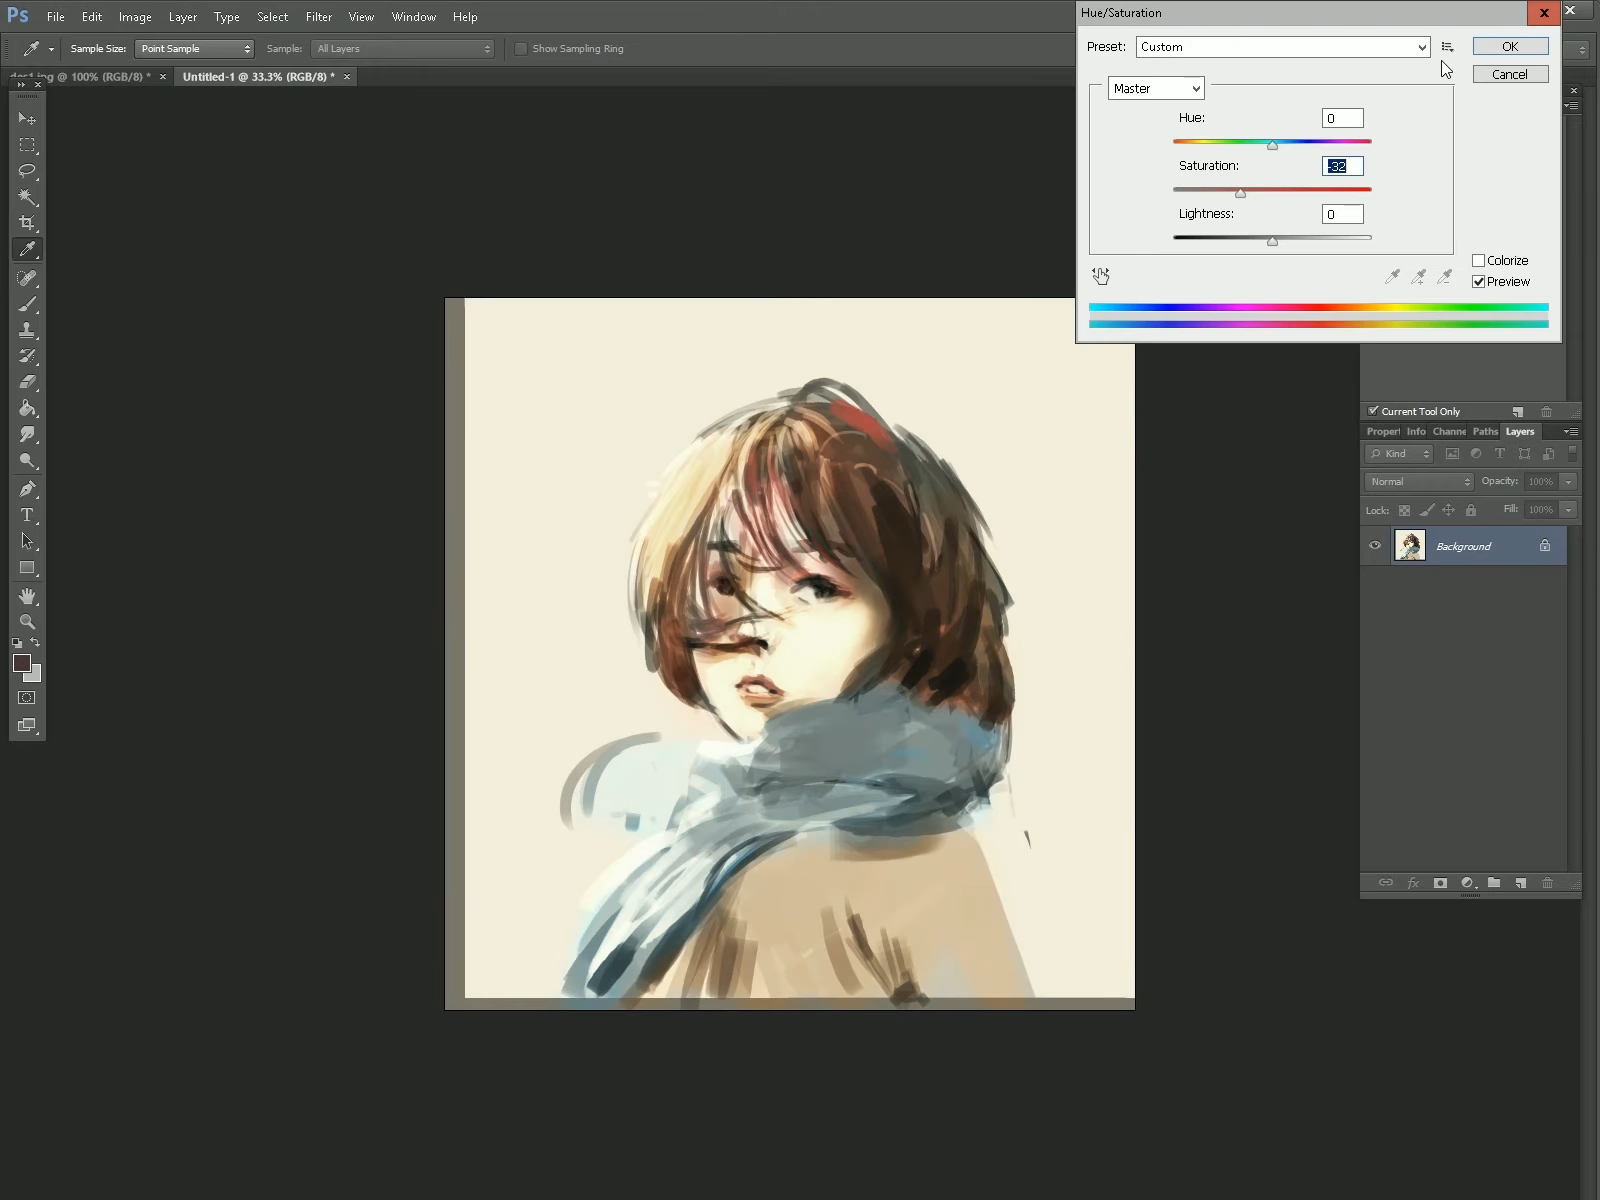 Ps File Edit Image Layer Type Select Filter View Window Help
Sample Size: Point Sample Sample: All Layers Show Sampling Ring
@ 100% (RGB/8) * × Untitled-1 @ 33.3% (RGB/8) * ×
Hue/Saturation
Preset: Custom
OK
Cancel
Master
Hue: 0
Saturation: -32
Lightness: 0
Colorize
Preview
Current Tool Only
Propert Info Channe Paths Layers
Kind
Normal Opacity: 100%
Lock: Fill: 100%
Background